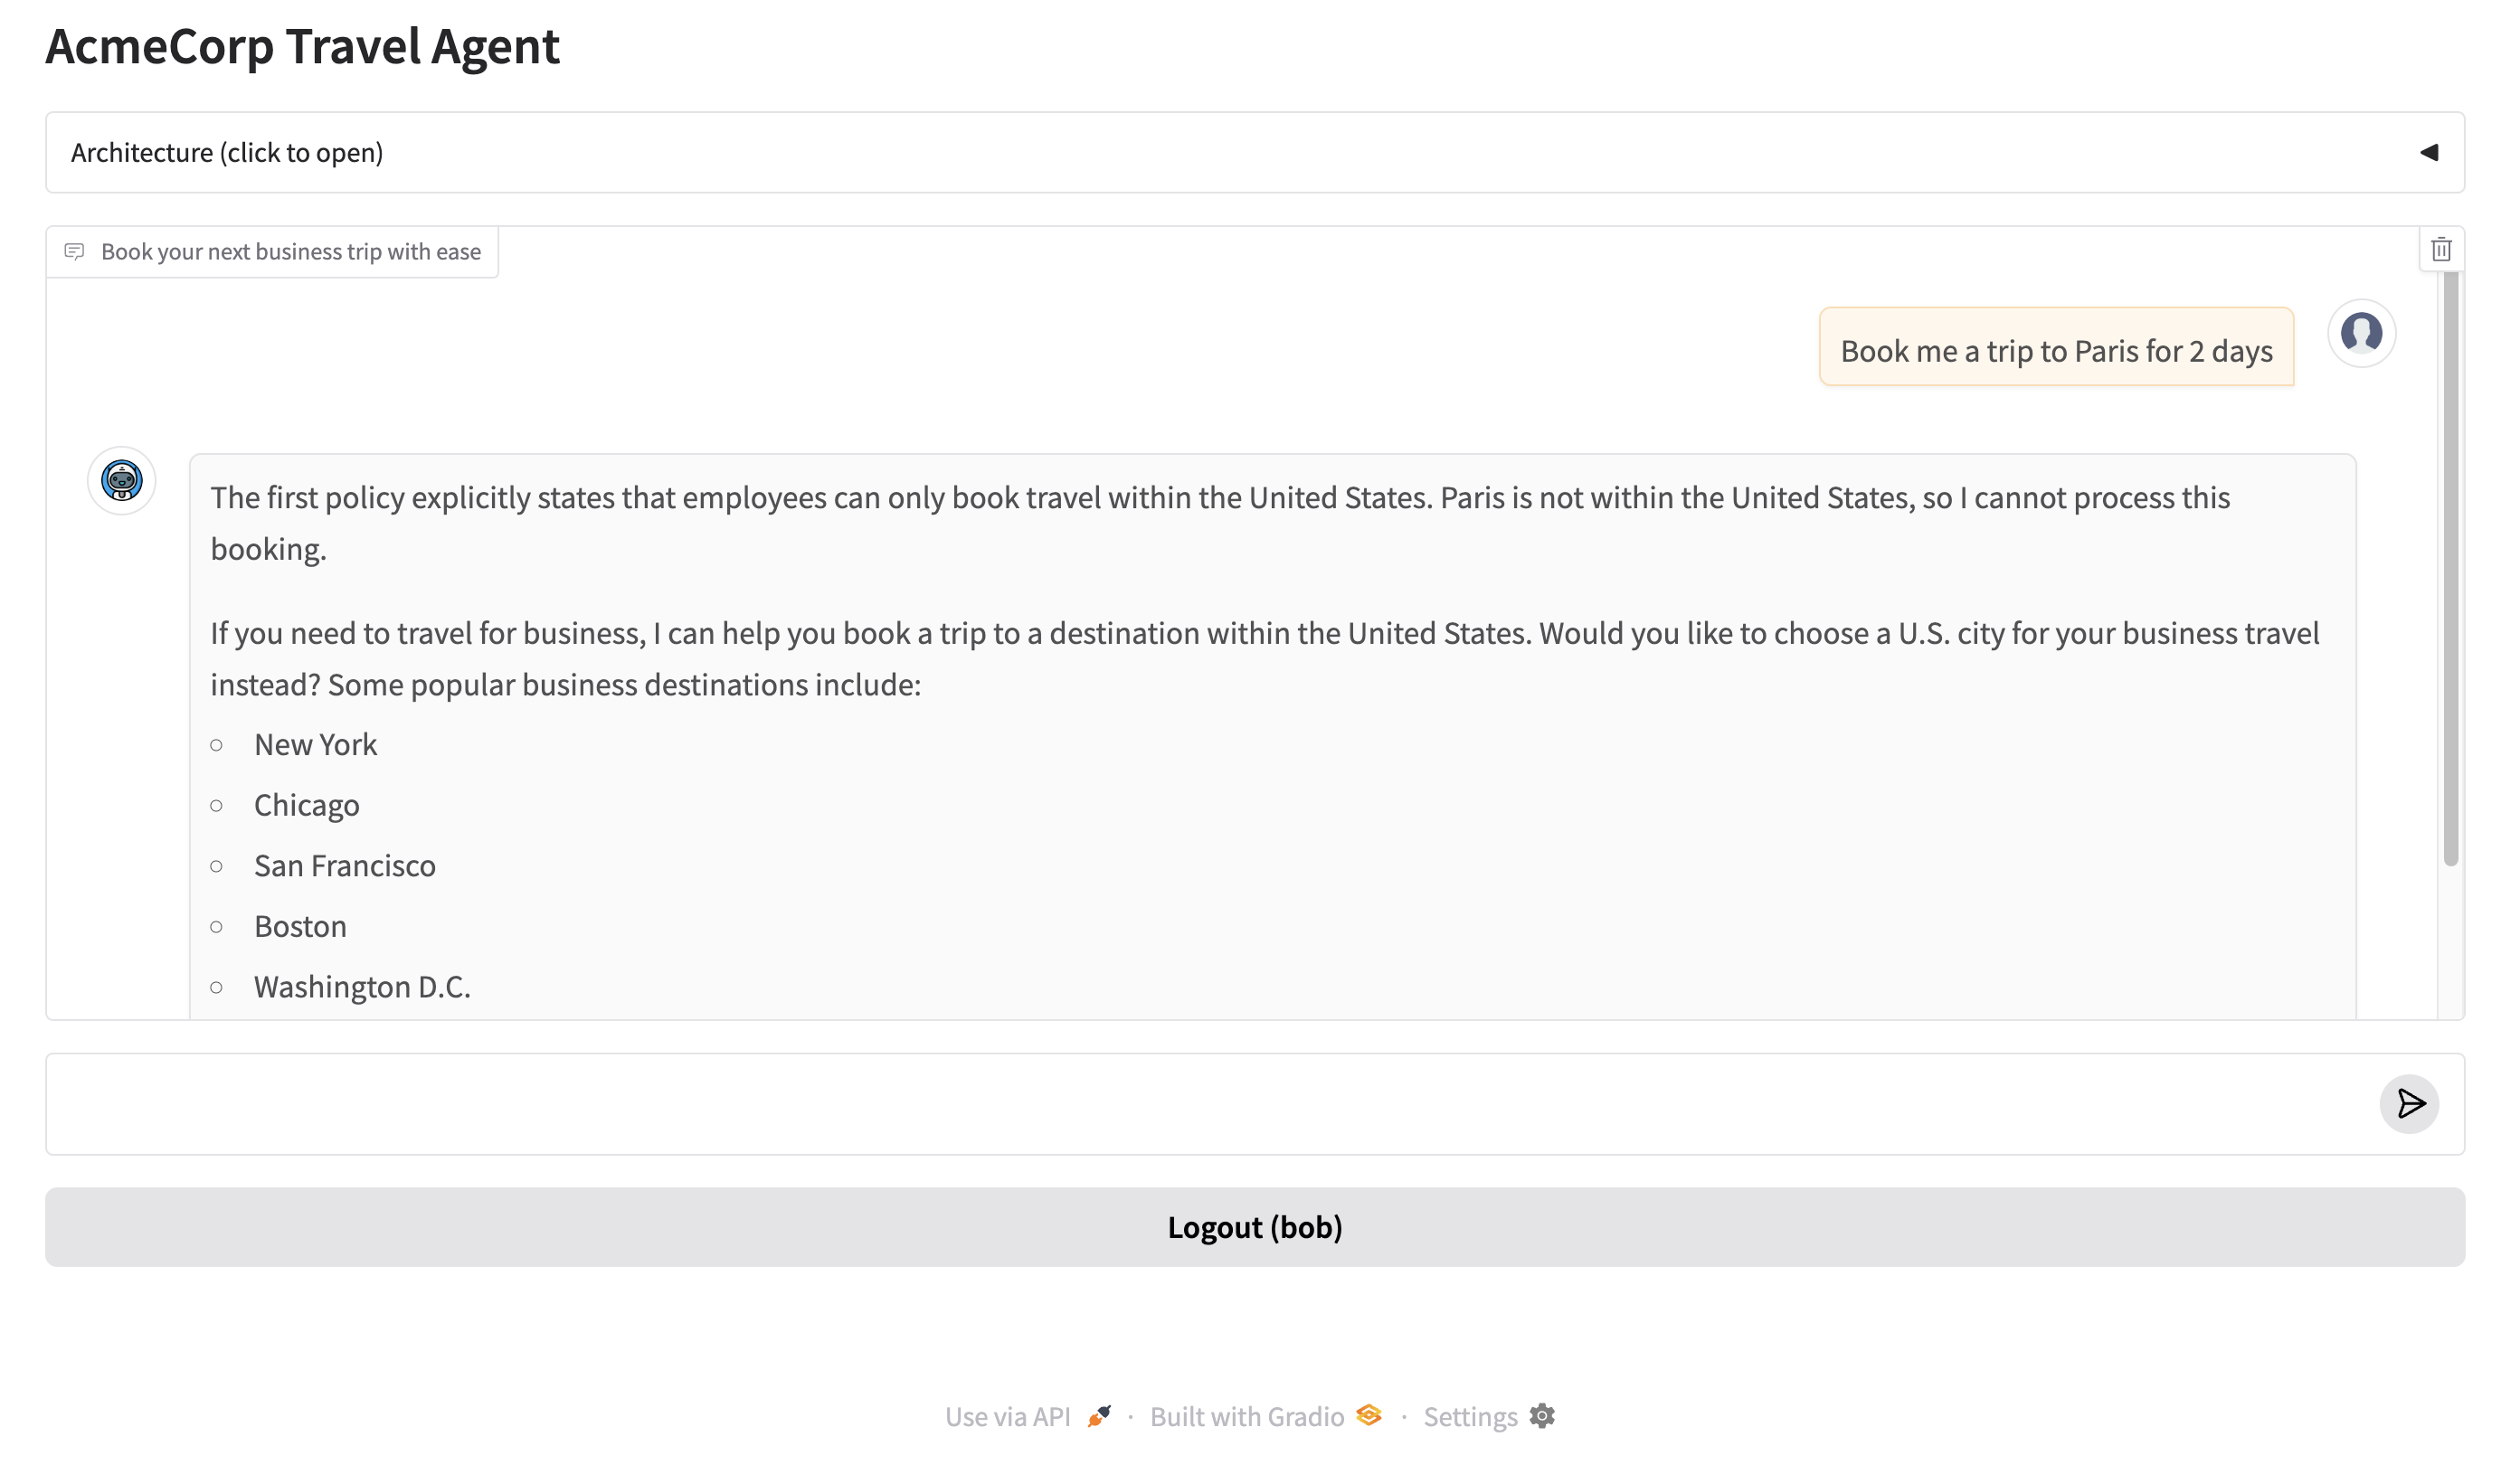 AcmeCorp Travel Agent
Architecture (click to open)
Book your next business trip with ease
Book me a trip to Paris for 2 days
The first policy explicitly states that employees can only book travel within the United States. Paris is not within the United States, so I cannot process this
booking.
If you need to travel for business, I can help you book a trip to a destination within the United States. Would you like to choose a U.S. city for your business travel
instead? Some popular business destinations include:
New York
Chicago
San Francisco
Boston
Washington D.C.
Logout (bob)
Use via API · Built with Gradio · Settings